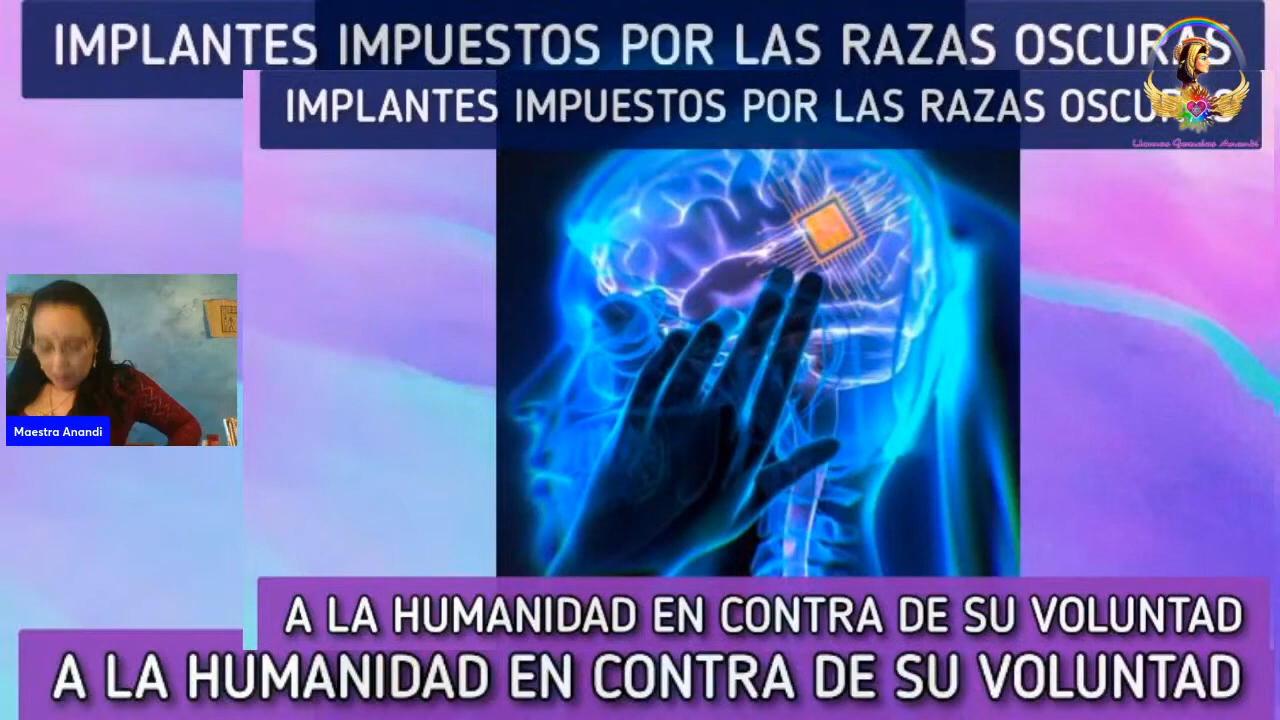 IMPLANTES IMPUESTOS POR LAS RAZAS OSCURAS
IMPLANTES IMPUESTOS POR LAS RAZAS
Maestra Anandi
A LA HUMANIDAD EN CONTRA DE SU VOLUNTAD
A LA HUMANIDAD EN CONTRA DE SU VOLUNTAD